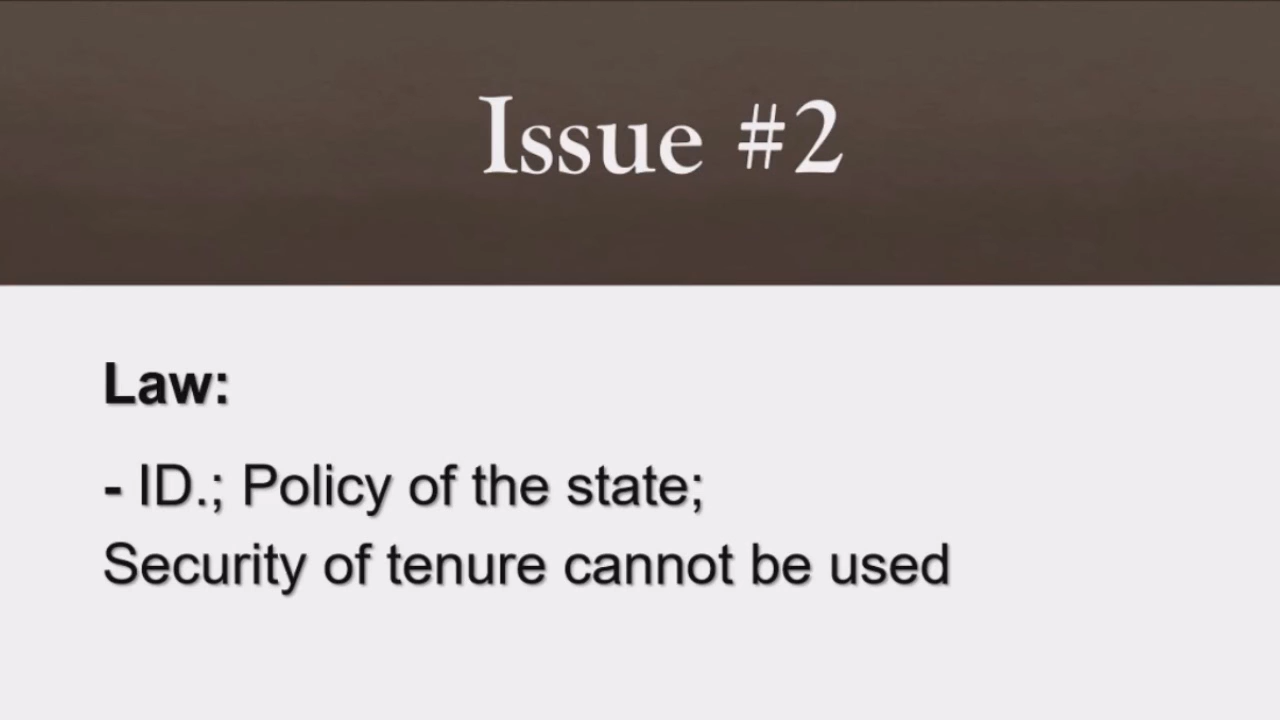 Issue #2
Law:
- ID.; Policy of the state;
Security of tenure cannot be used